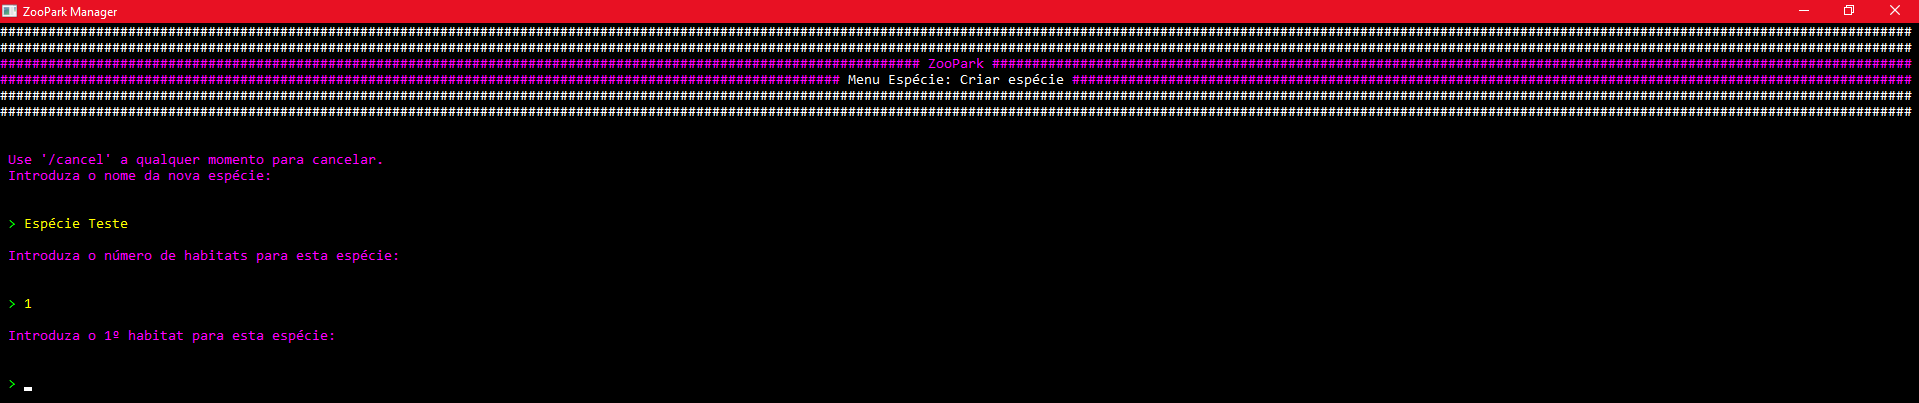 ZooPark Manager
ZooPark
Menu Espécie: Criar espécie
Use '/cancel' a qualquer momento para cancelar.
Introduza o nome da nova espécie:
> Espécie Teste
Introduza o número de habitats para esta espécie:
> 1
Introduza o 1º habitat para esta espécie:
>